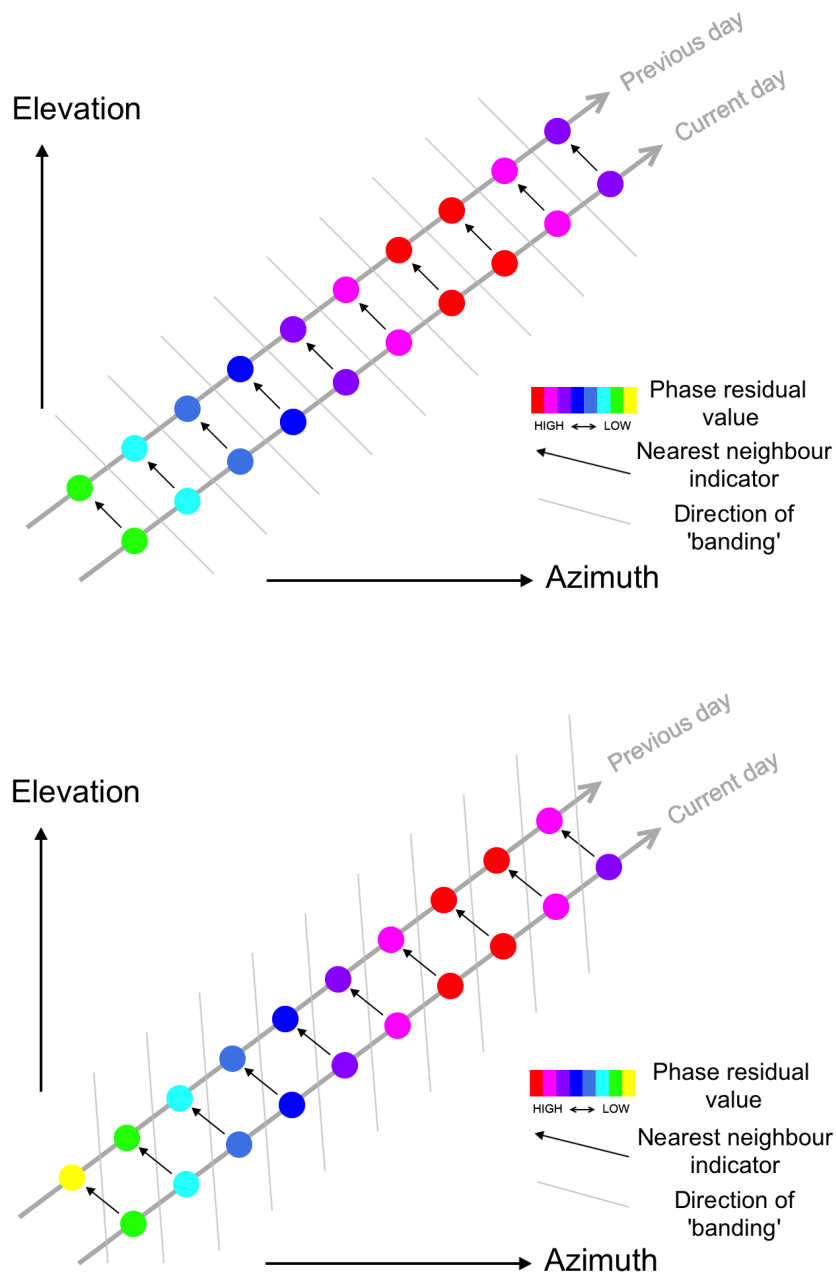 Previous day
Elevation
Current day
Phase residual
value
HIGH LOW
Nearest neighbour
indicator
Direction of
'banding'
Azimuth
Previous day
Elevation
Current day
Phase residual
value
HIGH LOW
Nearest neighbour
indicator
Direction of
'banding'
Azimuth